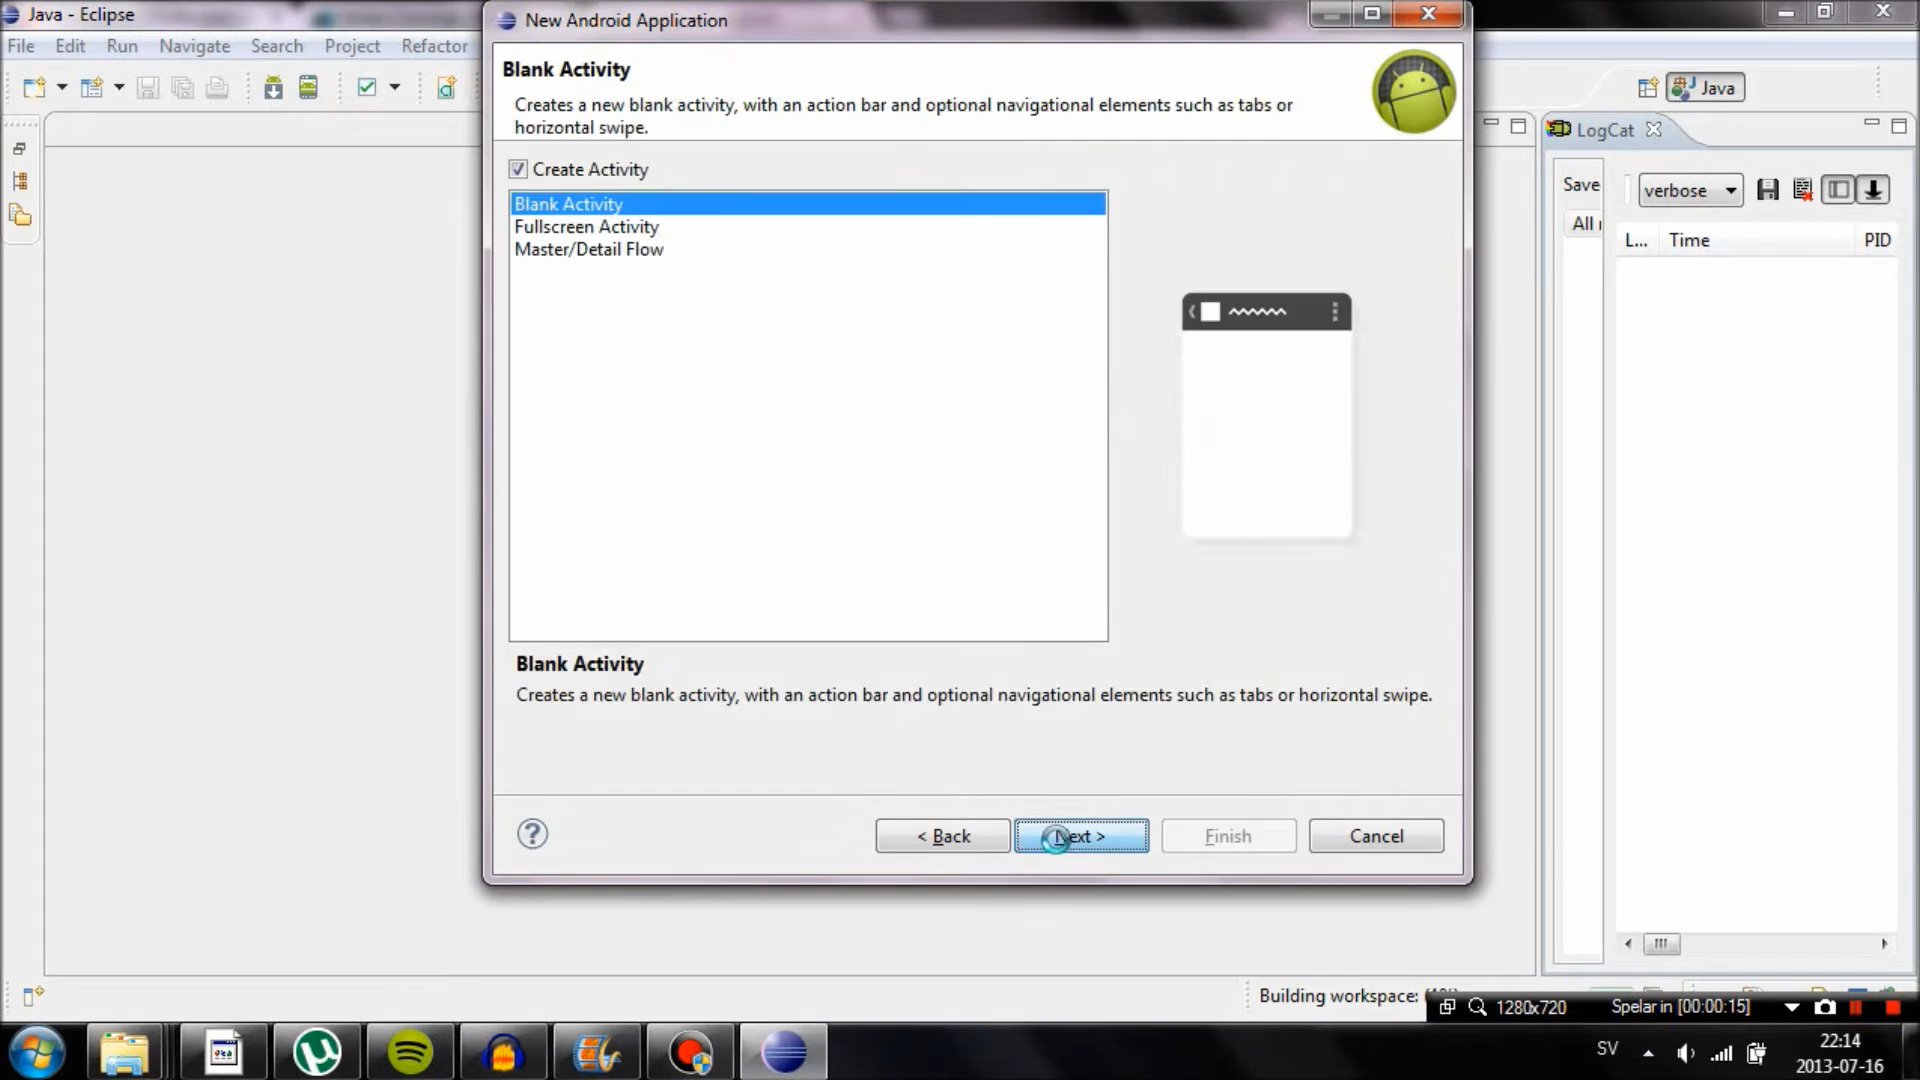 Java - Eclipse
New Android Application
File Edit Run Navigate Search Project Refactor
Blank Activity
Creates a new blank activity, with an action bar and optional navigational elements such as tabs or
horizontal swipe.
Java
LogCat
Create Activity
Save
verbose
Blank Activity
Fullscreen Activity
Master/Detail Flow
All
L... Time PID
Blank Activity
Creates a new blank activity, with an action bar and optional navigational elements such as tabs or horizontal swipe.
< Back
Next >
Finish
Cancel
Building workspace:
1280x720
Spelar in [00:00:15]
SV
22:14
2013-07-16